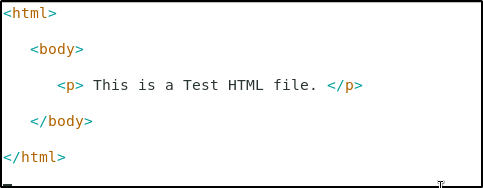 <html>
<body>
<p> This is a Test HTML file. </p>
</body>
</html>